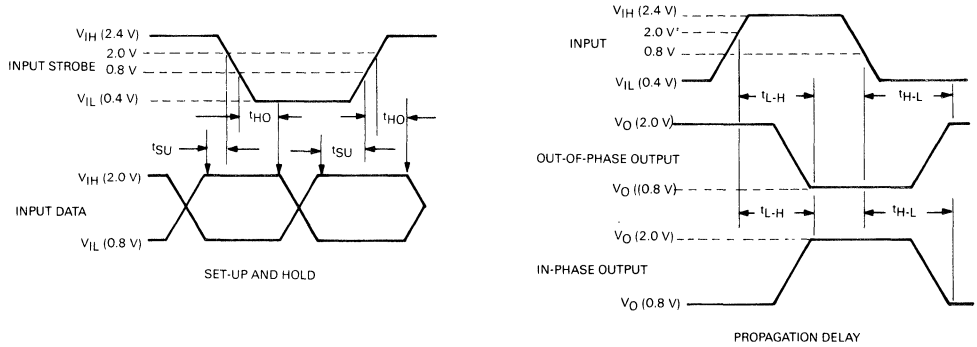 VIH (2.4 V)
2.0 V
INPUT STROBE
0.8 V
VIL (0.4 V)
tHO
tHO
tSU
tSU
VIH (2.0 V)
INPUT DATA
VIL (0.8 V)
SET-UP AND HOLD
VIH (2.4 V)
2.0 V'
INPUT
0.8 V
VIL (0.4 V)
tL-H
tH-L
VO (2.0 V)
OUT-OF-PHASE OUTPUT
VO ((0.8 V)
tL-H
tH-L
VO (2.0 V)
IN-PHASE OUTPUT
VO (0.8 V)
PROPAGATION DELAY